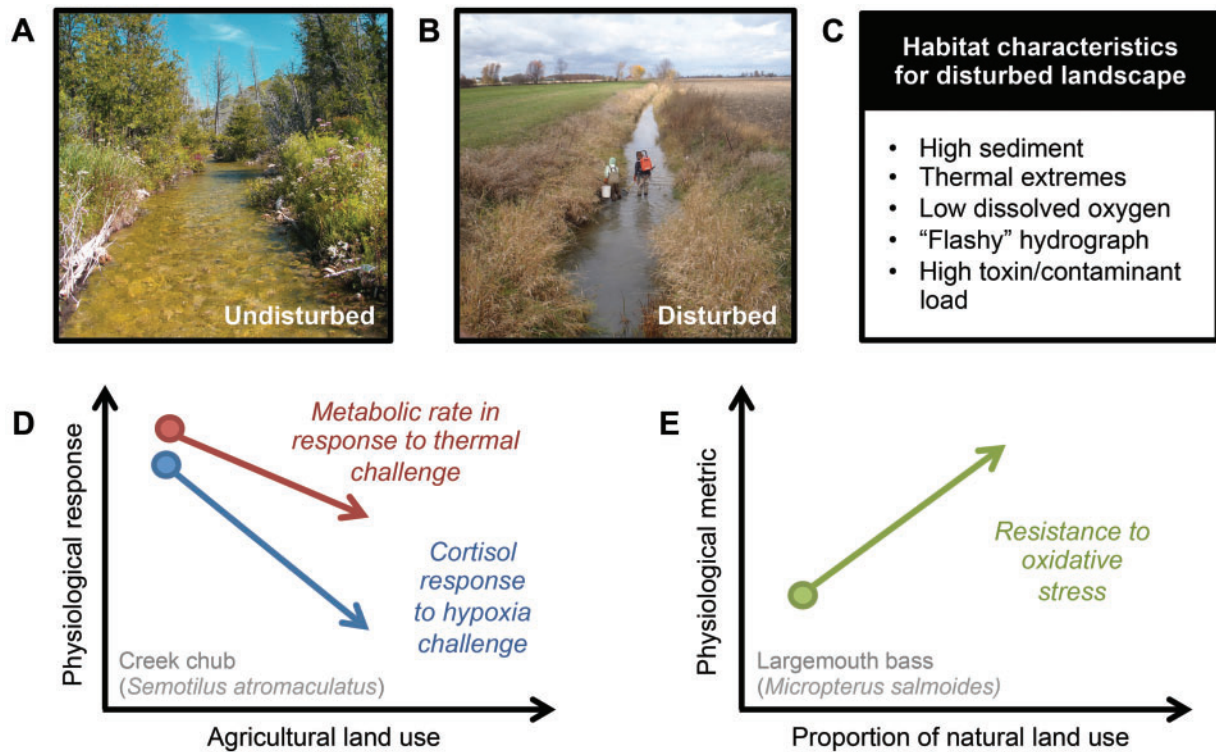 A
Undisturbed
B
Disturbed
C
Habitat characteristics
for disturbed landscape
• High sediment
• Thermal extremes
• Low dissolved oxygen
• “Flashy” hydrograph
• High toxin/contaminant
load
D
Physiological response
Metabolic rate in
response to thermal
challenge
Cortisol
response
to hypoxia
challenge
Creek chub
(Semotilus atromaculatus)
Agricultural land use
E
Physiological metric
Resistance to
oxidative
stress
Largemouth bass
(Micropterus salmoides)
Proportion of natural land use